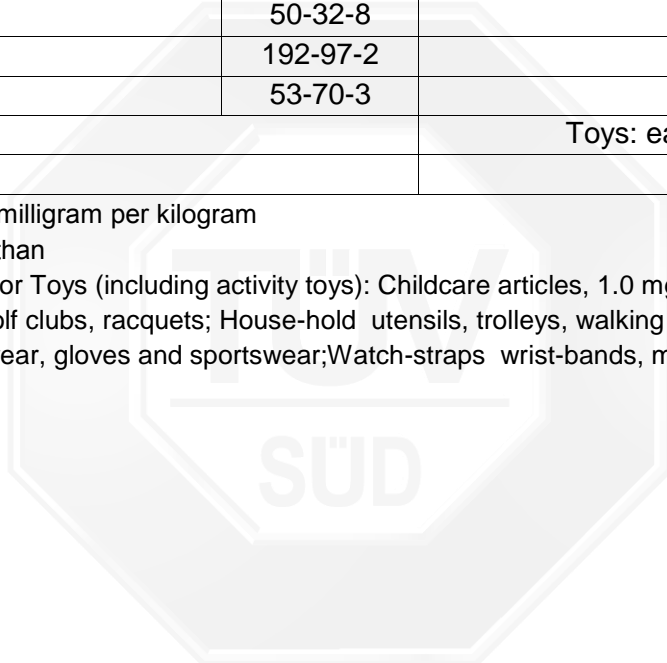 50-32-8
192-97-2
53-70-3
Toys: ea
milligram per kilogram
than
or Toys (including activity toys): Childcare articles, 1.0 mg
olf clubs, racquets; House-hold utensils, trolleys, walking
ear, gloves and sportswear;Watch-straps wrist-bands, m
TÜV
SÜD